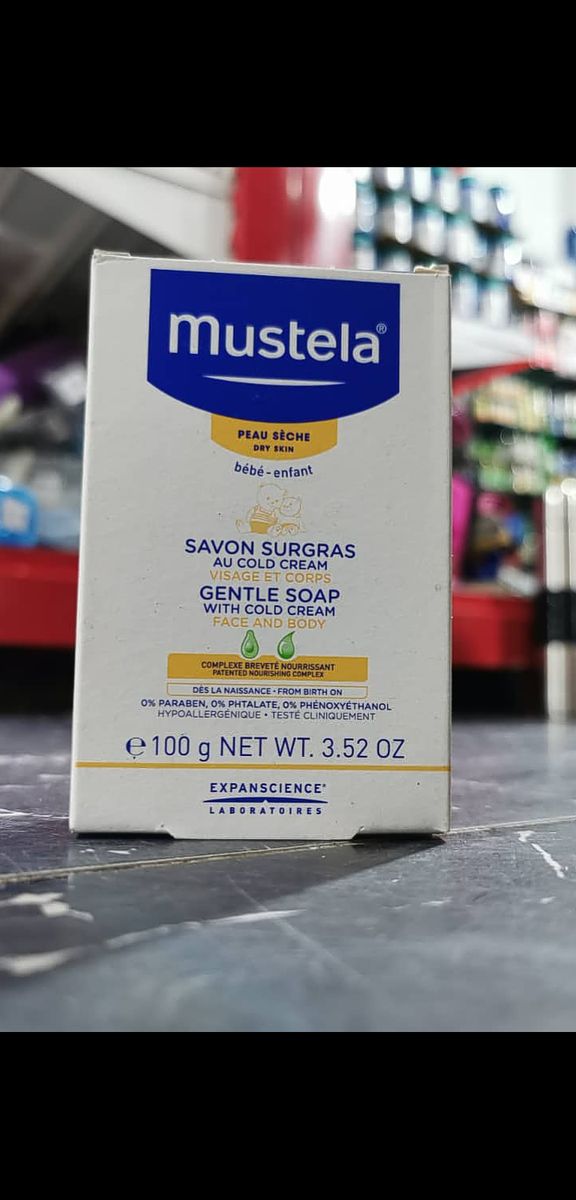 mustela®
PEAU SÈCHE
DRY SKIN
bébé-enfant
SAVON SURGRAS
AU COLD CREAM
VISAGE ET CORPS
GENTLE SOAP
WITH COLD CREAM
FACE AND BODY
COMPLEXE BREVETÉ NOURRISSANT
PATENTED NOURISHING COMPLEX
DÈS LA NAISSANCE • FROM BIRTH ON
0% PARABEN, 0% PHTALATE, 0% PHÉNOXYÉTHANOL
HYPOALLERGÉNIQUE • TESTÉ CLINIQUEMENT
℮ 100 g NET WT. 3.52 OZ
EXPANSCIENCE®
LABORATOIRES